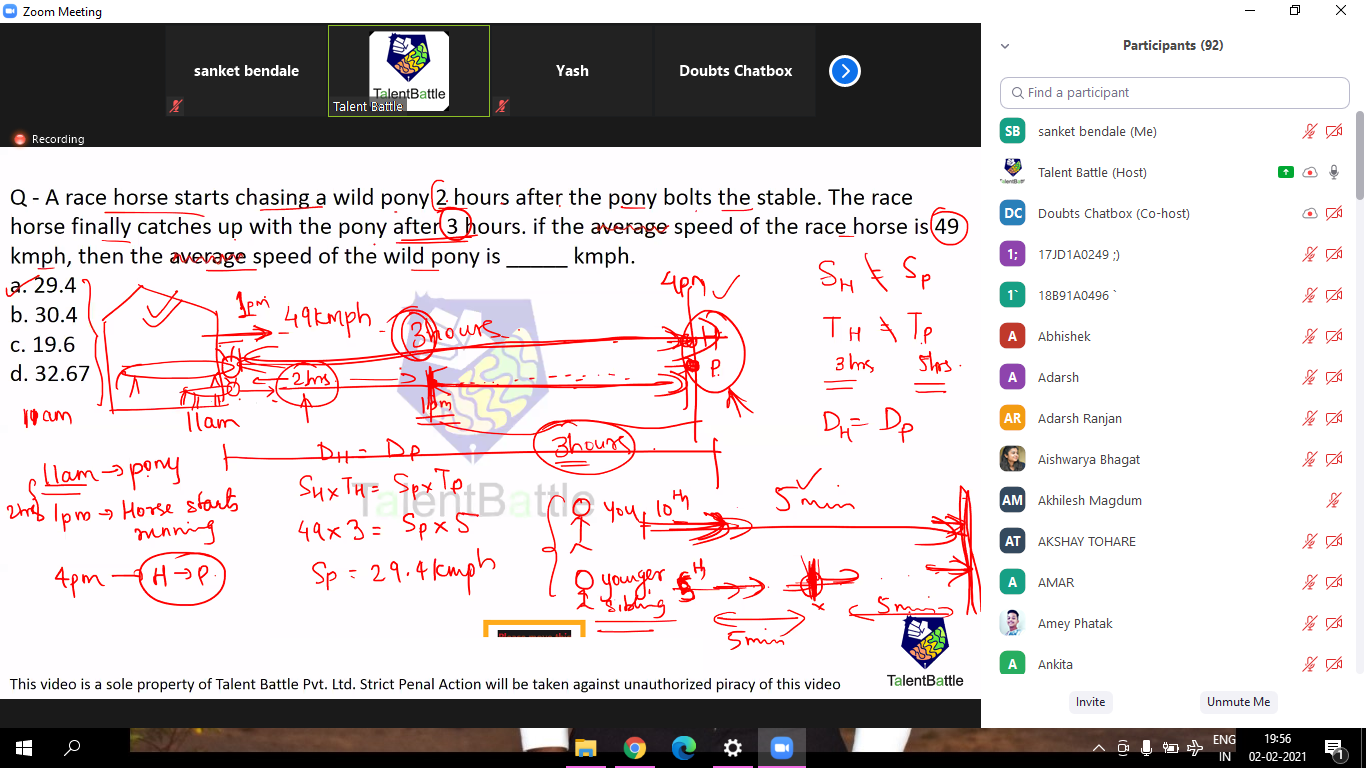 Zoom Meeting
sanket bendale
TalentBattle
Talent Battle
Yash
Doubts Chatbox
Recording
Participants (92)
Find a participant
SB sanket bendale (Me)
Talent Battle (Host)
DC Doubts Chatbox (Co-host)
1; 17JD1A0249 ;)
1` 18B91A0496 `
A Abhishek
A Adarsh
AR Adarsh Ranjan
Aishwarya Bhagat
AM Akhilesh Magdum
AT AKSHAY TOHARE
A AMAR
Amey Phatak
A Ankita
Invite
Unmute Me
Q - A race horse starts chasing a wild pony 2 hours after the pony bolts the stable. The race
horse finally catches up with the pony after 3 hours. if the average speed of the race horse is 49
kmph, then the average speed of the wild pony is _____ kmph.
a. 29.4
b. 30.4
c. 19.6
d. 32.67
1pm
49kmph
3hours
4pm
H
P
2hrs
1pm
11am
11am
3hours
S_H ≠ S_P
T_H ≠ T_P
3hrs 5hrs.
D_H = D_P
11am → pony
2hrs 1pm → Horse starts
running
4pm → H → P
D_H = D_P
S_H x T_H = S_P x T_P
49 x 3 = S_P x 5
S_P = 29.4 kmph
TalentBattle
you 10th
5 min
younger 5th
sibling
x
5min
5min
TalentBattle
This video is a sole property of Talent Battle Pvt. Ltd. Strict Penal Action will be taken against unauthorized piracy of this video
ENG
IN
19:56
02-02-2021
1